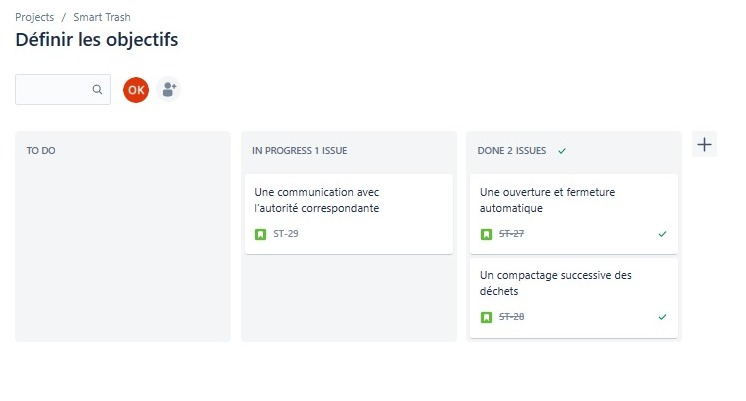 Projects / Smart Trash
Définir les objectifs
OK
TO DO
IN PROGRESS 1 ISSUE
Une communication avec
l'autorité correspondante
ST-29
DONE 2 ISSUES
Une ouverture et fermeture
automatique
ST-27
Un compactage successive des
déchets
ST-28